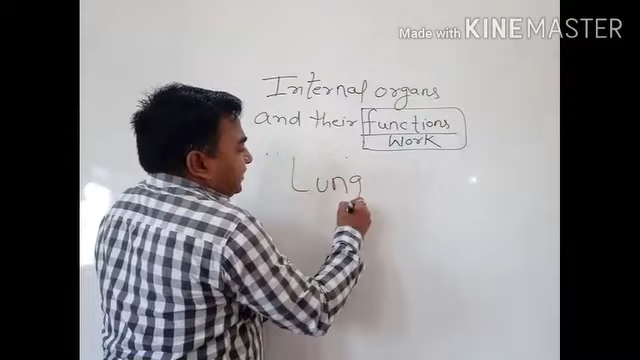 Made with KINEMASTER
Internal organs
and their functions
Work
Lung